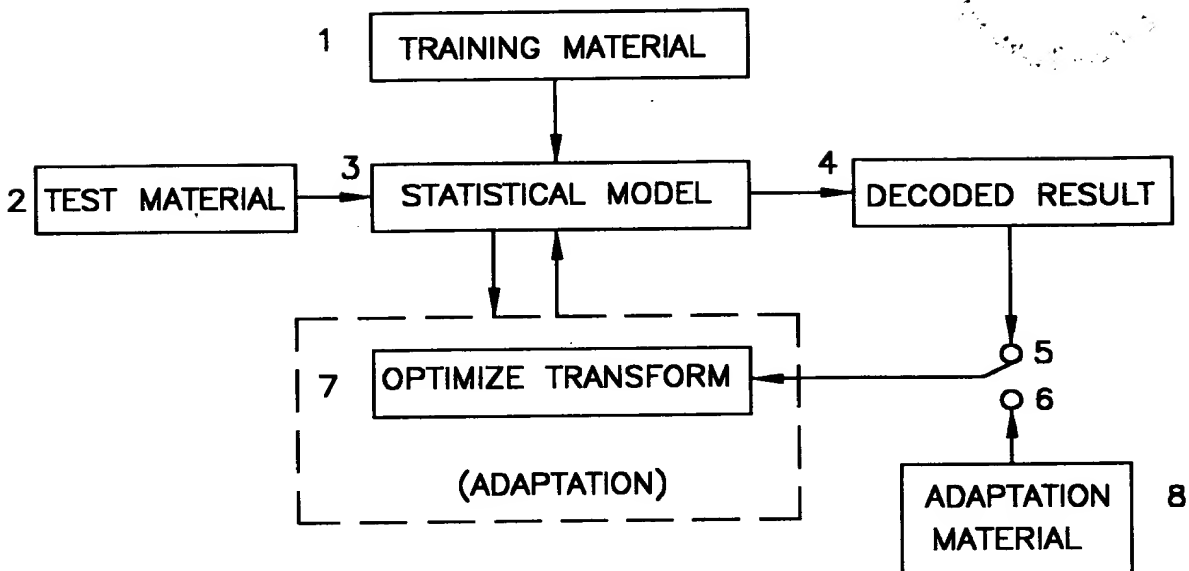 1 TRAINING MATERIAL
2 TEST MATERIAL
3 STATISTICAL MODEL
4 DECODED RESULT
5
6
7 OPTIMIZE TRANSFORM
(ADAPTATION)
ADAPTATION 8
MATERIAL